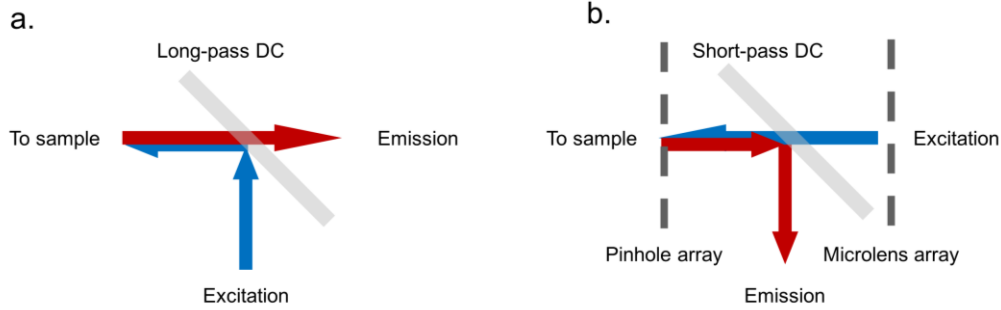 a.
Long-pass DC
To sample
Emission
Excitation
b.
Short-pass DC
To sample
Excitation
Pinhole array
Microlens array
Emission